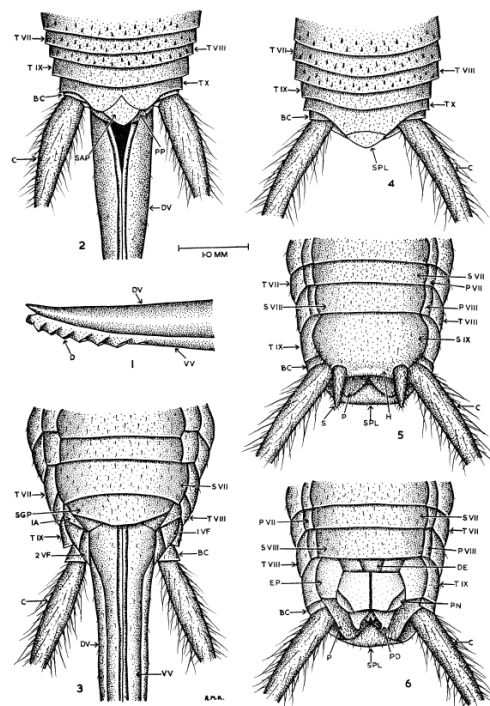 T VII
T VIII
T IX
T X
BC
C
SAP
PP
DV
2
T VII
T VIII
T IX
T X
BC
SPL
C
4
1·0 MM
DV
D
1
VV
S VII
T VII
P VII
S VIII
P VIII
T VIII
T IX
S IX
BC
C
S
P
SPL
H
5
T VII
S VII
SGP
IA
T VIII
T IX
1 VF
2 VF
BC
C
DV
VV
3
R.M.R.
P VII
S VII
T VII
S VIII
P VIII
T VIII
DE
EP
T IX
BC
PN
C
P
PD
SPL
6